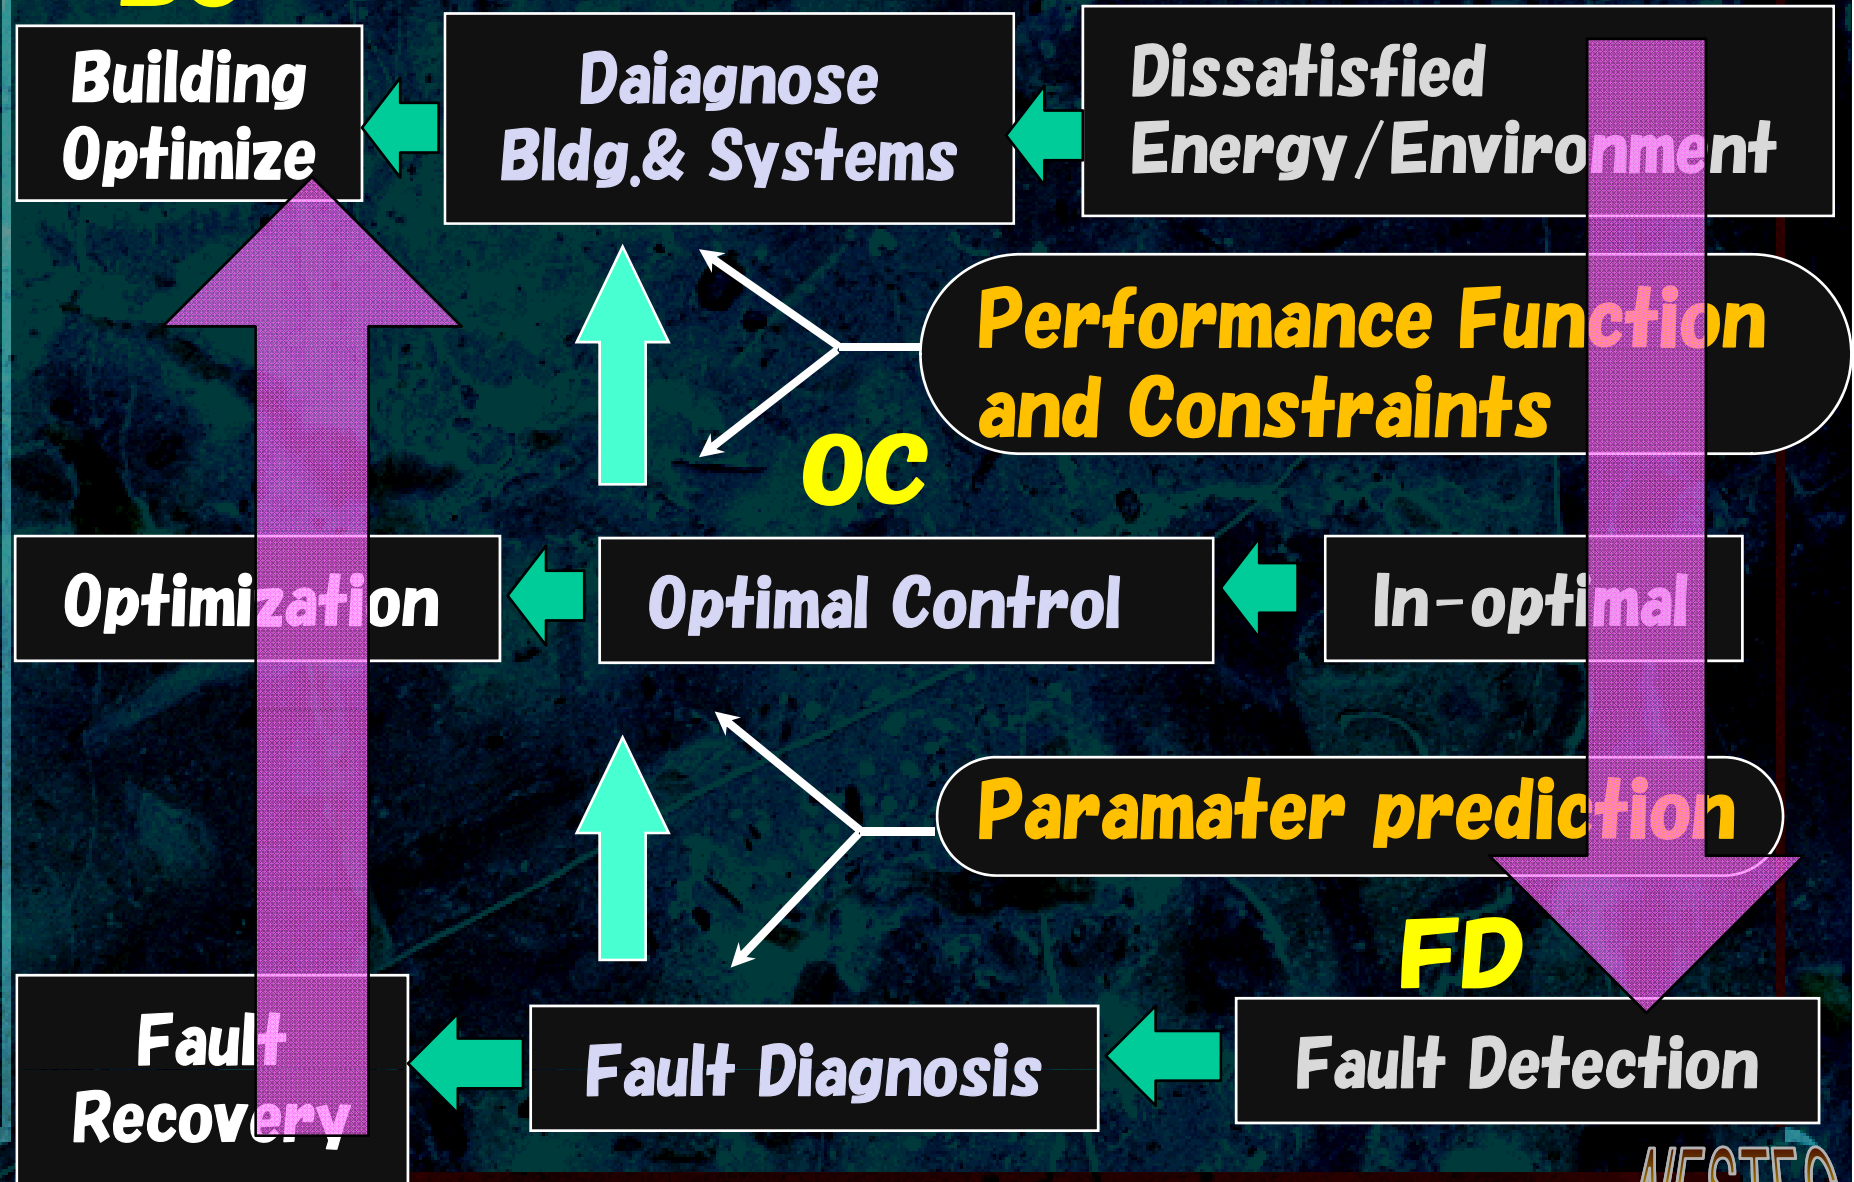 Building
Optimize
Daiagnose
Bldg.& Systems
Dissatisfied
Energy/Environment
Performance Function
and Constraints
OC
Optimization
Optimal Control
In-optimal
Paramater prediction
FD
Fault
Recovery
Fault Diagnosis
Fault Detection